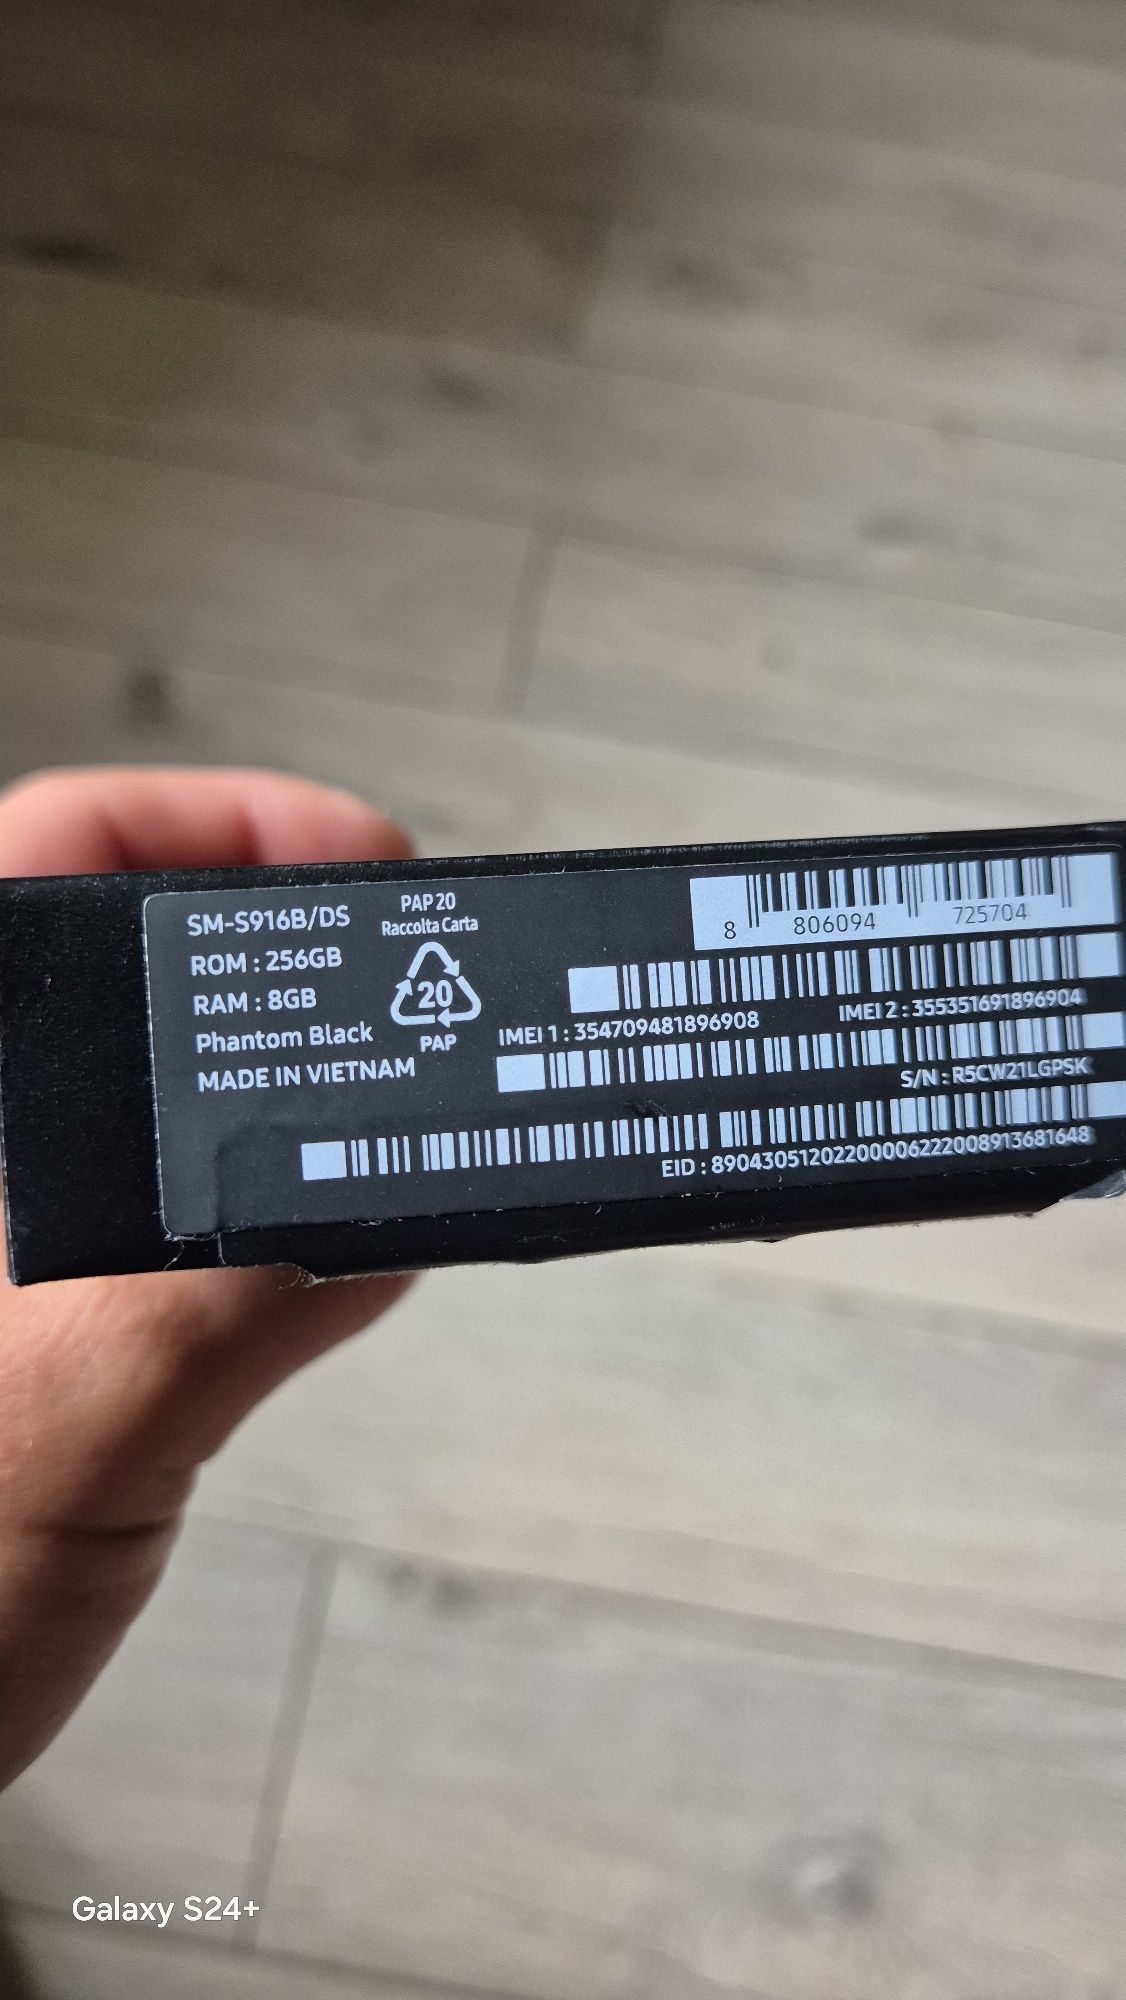 SM-S916B/DS
ROM : 256GB
RAM : 8GB
Phantom Black
MADE IN VIETNAM
PAP 20
Raccolta Carta
20
PAP
8 806094 725704
IMEI 1 : 354709481896908
IMEI 2 : 355351691896904
S/N : R5CW21LGPSK
EID : 89043051202200006222008913681648
Galaxy S24+